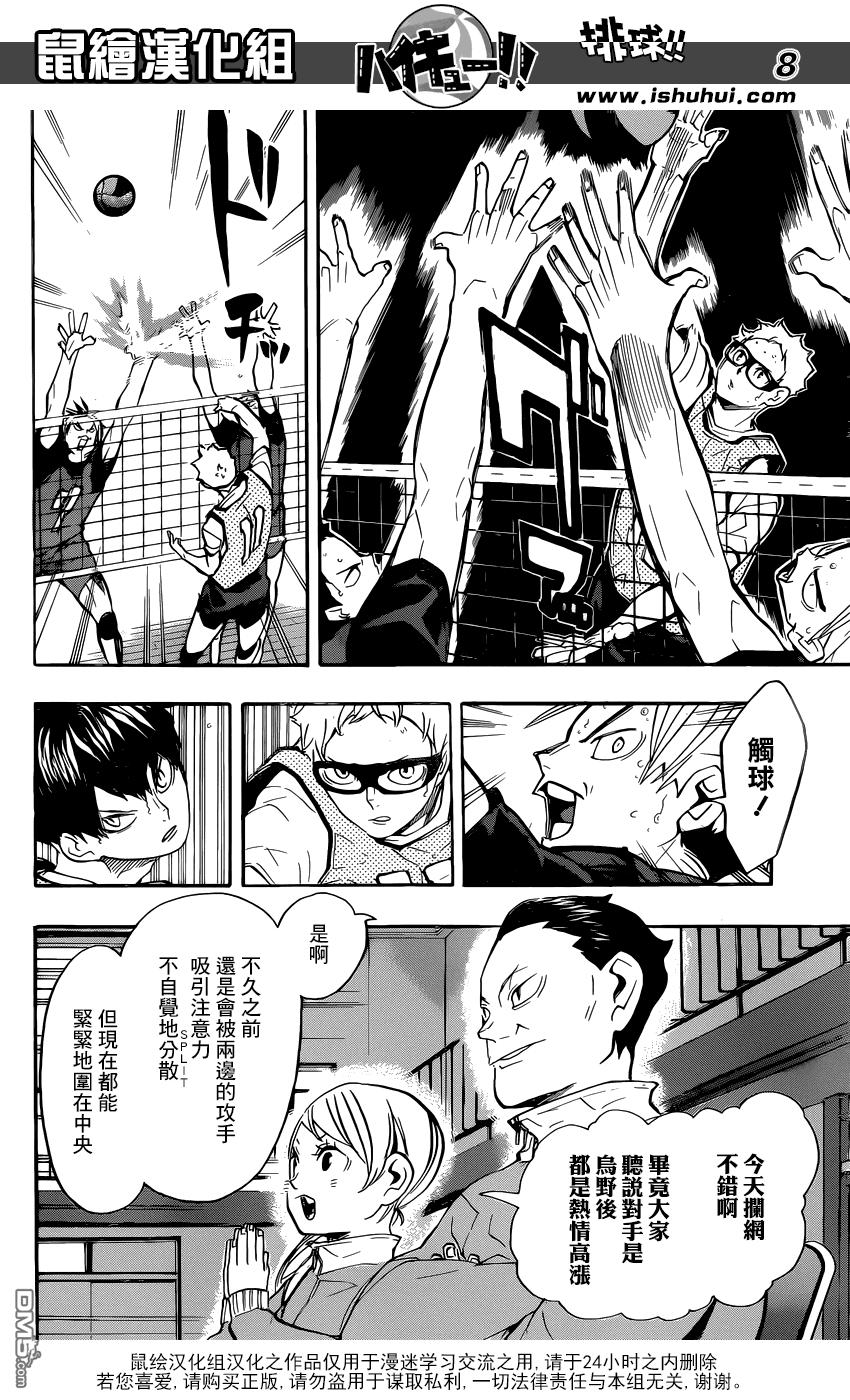 鼠繪漢化組
ハイキュー!!
排球!!
8
www.ishuhui.com
ドチッ
觸球！
今天攔網
不錯啊
畢竟大家
聽說對手是
烏野後
都是熱情高漲
是啊
不久之前
還是會被兩邊的攻手
吸引注意力
不自覺地分散
SPLIT
但現在都能
緊緊地圍在中央
DM5.com
鼠绘汉化组汉化之作品仅用于漫迷学习交流之用, 请于24小时之内删除
若您喜爱, 请购买正版, 请勿盗用于谋取私利, 一切法律责任与本组无关, 谢谢。